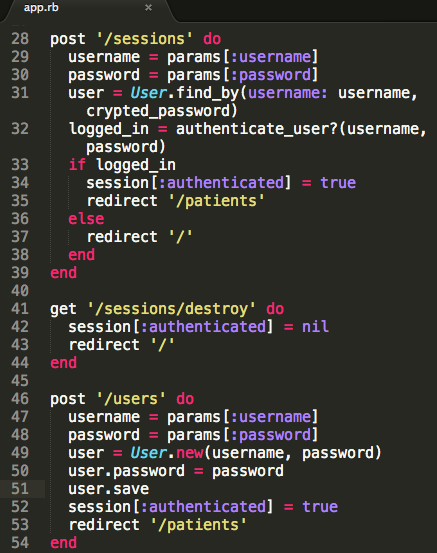 app.rb ×
28 post '/sessions' do
29 username = params[:username]
30 password = params[:password]
31 user = User.find_by(username: username,
crypted_password)
32 logged_in = authenticate_user?(username,
password)
33 if logged_in
34 session[:authenticated] = true
35 redirect '/patients'
36 else
37 redirect '/'
38 end
39 end
40
41 get '/sessions/destroy' do
42 session[:authenticated] = nil
43 redirect '/'
44 end
45
46 post '/users' do
47 username = params[:username]
48 password = params[:password]
49 user = User.new(username, password)
50 user.password = password
51 user.save
52 session[:authenticated] = true
53 redirect '/patients'
54 end